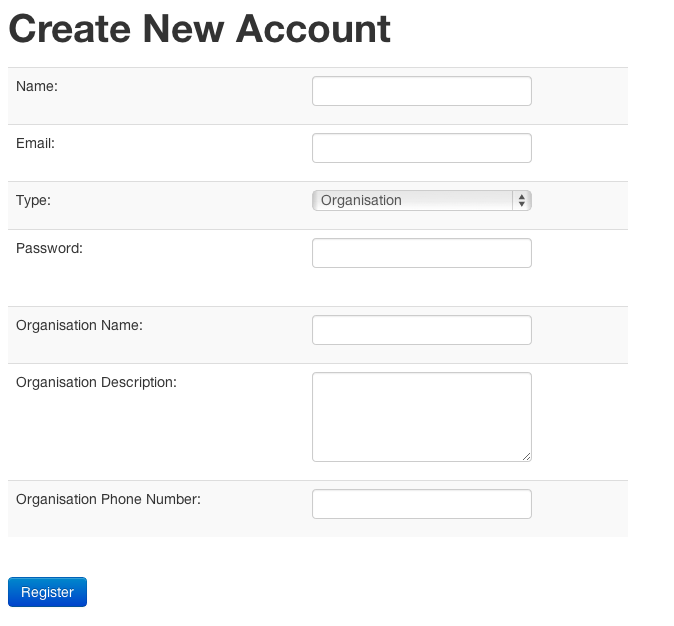 Create New Account
Name:
Email:
Type: Organisation
Password:
Organisation Name:
Organisation Description:
Organisation Phone Number:
Register